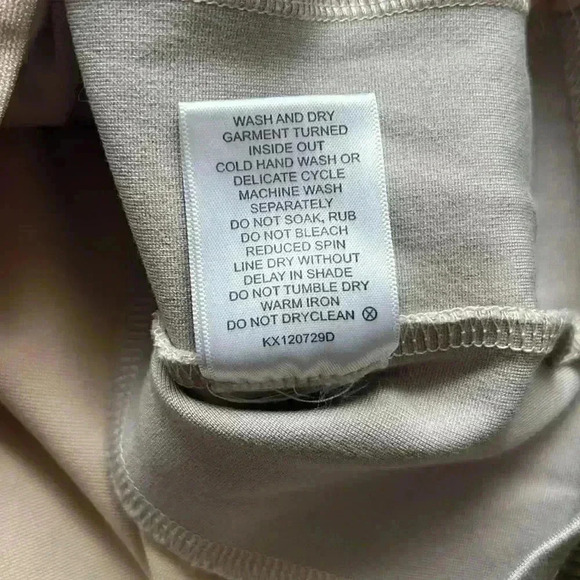 WASH AND DRY
GARMENT TURNED
INSIDE OUT
COLD HAND WASH OR
DELICATE CYCLE
MACHINE WASH
SEPARATELY
DO NOT SOAK, RUB
DO NOT BLEACH
REDUCED SPIN
LINE DRY WITHOUT
DELAY IN SHADE
DO NOT TUMBLE DRY
WARM IRON
DO NOT DRYCLEAN
KX120729D